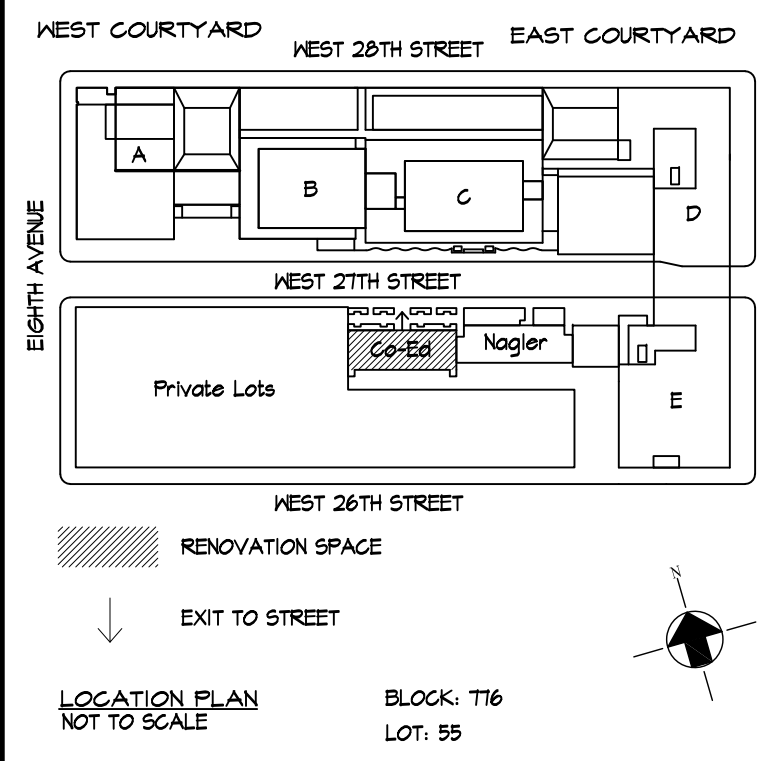 WEST COURTYARD
WEST 28TH STREET
EAST COURTYARD
A
B
C
D
EIGHTH AVENUE
WEST 27TH STREET
Co-Ed
Nagler
Private Lots
E
WEST 26TH STREET
RENOVATION SPACE
N
EXIT TO STREET
LOCATION PLAN
NOT TO SCALE
BLOCK: 776
LOT: 55